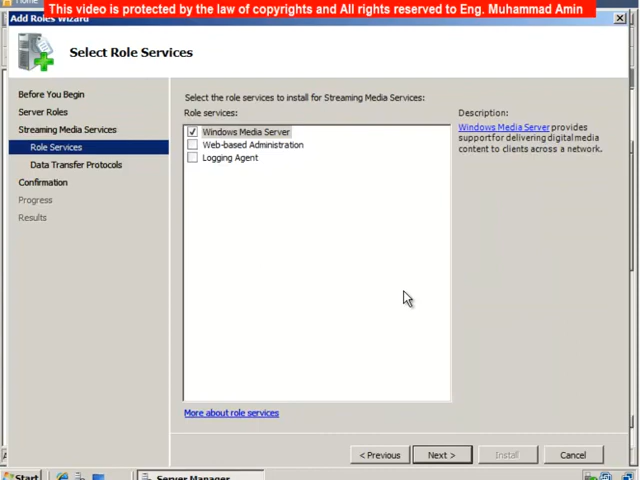 Home
This video is protected by the law of copyrights and All rights reserved to Eng. Muhammad Amin
Add Roles Wizard
Select Role Services
Before You Begin
Server Roles
Streaming Media Services
Role Services
Data Transfer Protocols
Confirmation
Progress
Results
Select the role services to install for Streaming Media Services:
Role services:
Windows Media Server
Web-based Administration
Logging Agent
More about role services
Description:
Windows Media Server provides
support for delivering digital media
content to clients across a network.
< Previous
Next >
Install
Cancel
Start
Server Manager